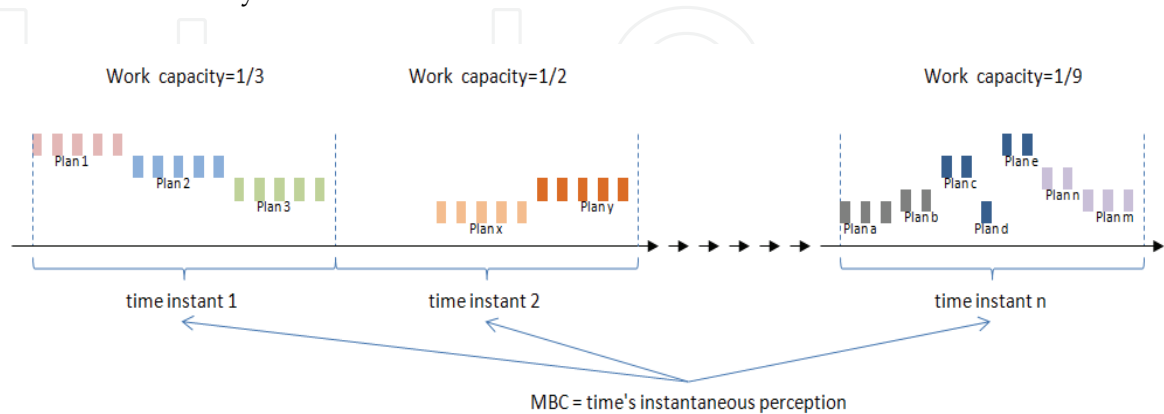 Work capacity=1/3
Work capacity=1/2
Work capacity=1/9
Plan 1
Plan 2
Plan 3
Plan x
Plan y
Plan a
Plan b
Plan c
Plan d
Plan e
Plan n
Plan m
time instant 1
time instant 2
time instant n
MBC = time's instantaneous perception